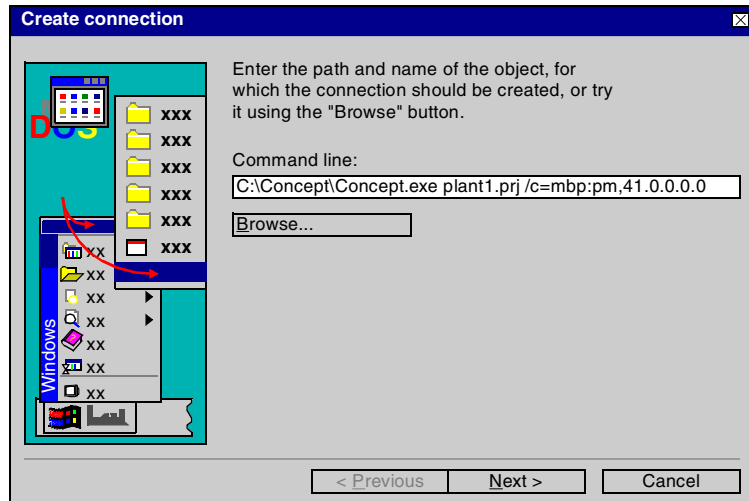 Create connection
Enter the path and name of the object, for
which the connection should be created, or try
it using the "Browse" button.
Command line:
C:\Concept\Concept.exe plant1.prj /c=mbp:pm,41.0.0.0.0
Browse...
DOS
xxx
xxx
xxx
xxx
xxx
xxx
xx
xx
xx
xx
xx
xx
xx
Windows
< Previous
Next >
Cancel